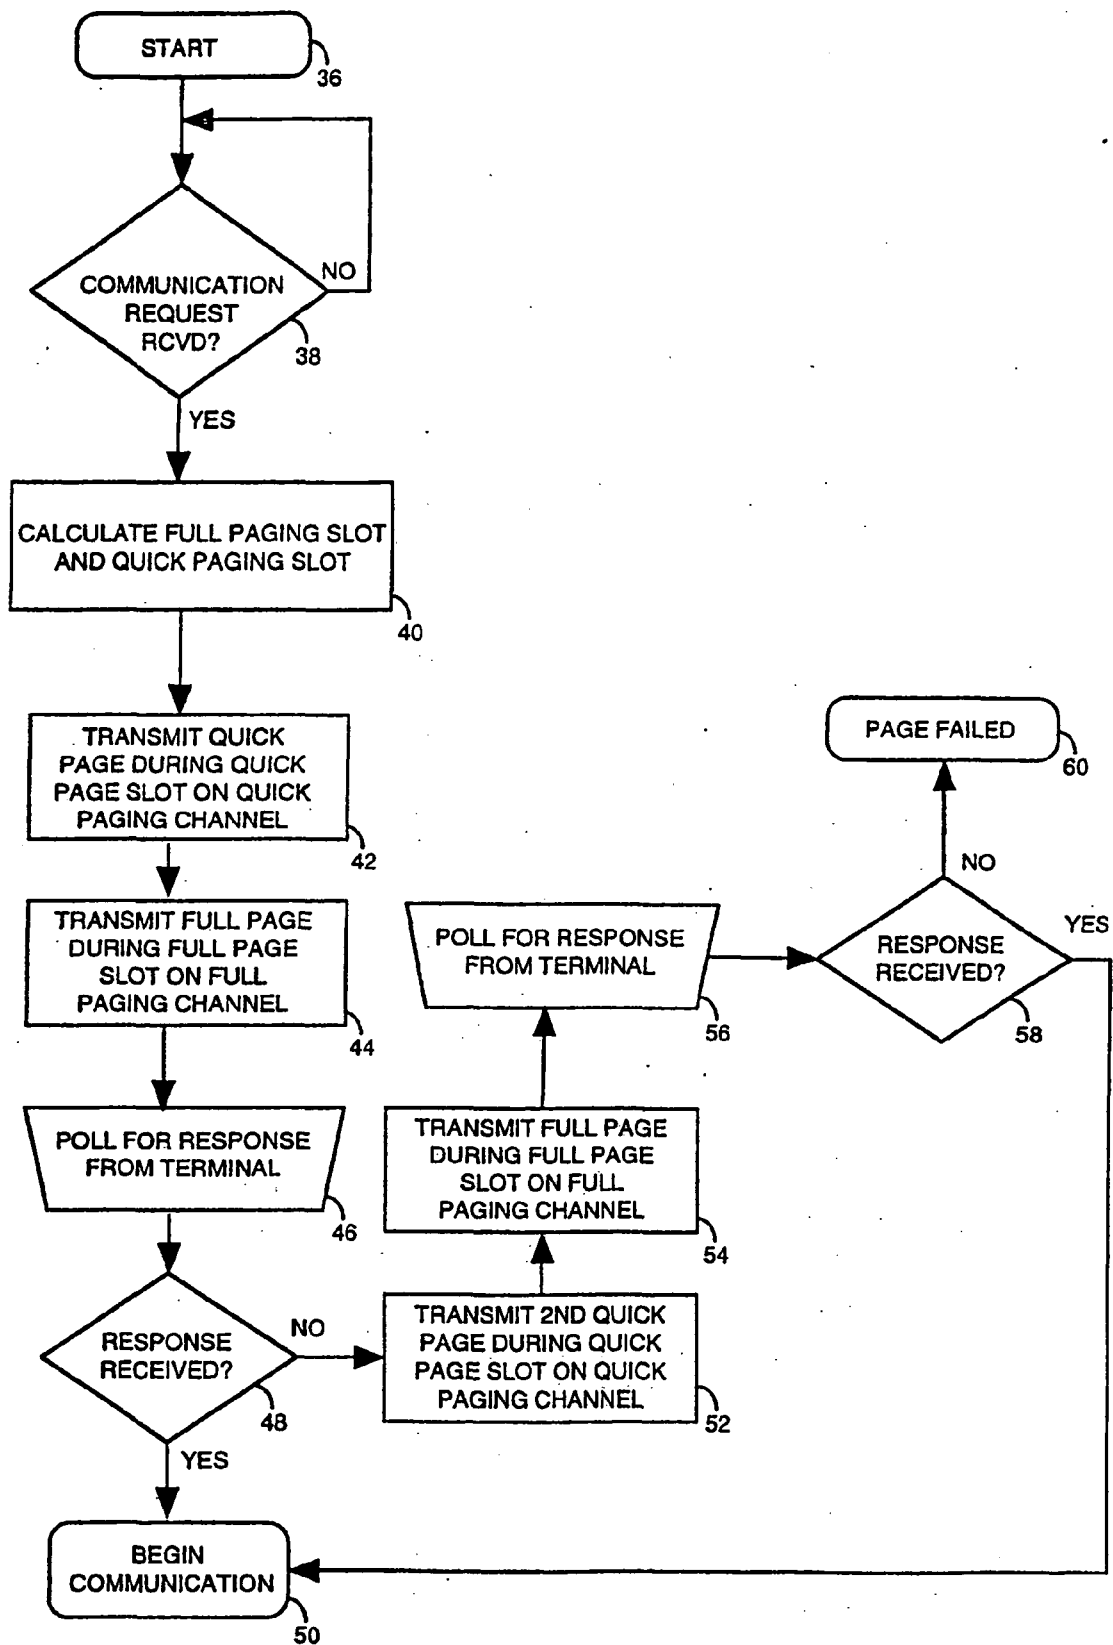 START
36
NO
COMMUNICATION
REQUEST
RCVD?
38
YES
CALCULATE FULL PAGING SLOT
AND QUICK PAGING SLOT
40
TRANSMIT QUICK
PAGE DURING QUICK
PAGE SLOT ON QUICK
PAGING CHANNEL
42
TRANSMIT FULL PAGE
DURING FULL PAGE
SLOT ON FULL
PAGING CHANNEL
44
POLL FOR RESPONSE
FROM TERMINAL
46
RESPONSE
RECEIVED?
48
NO
YES
BEGIN
COMMUNICATION
50
TRANSMIT 2ND QUICK
PAGE DURING QUICK
PAGE SLOT ON QUICK
PAGING CHANNEL
52
TRANSMIT FULL PAGE
DURING FULL PAGE
SLOT ON FULL
PAGING CHANNEL
54
POLL FOR RESPONSE
FROM TERMINAL
56
RESPONSE
RECEIVED?
58
NO
YES
PAGE FAILED
60